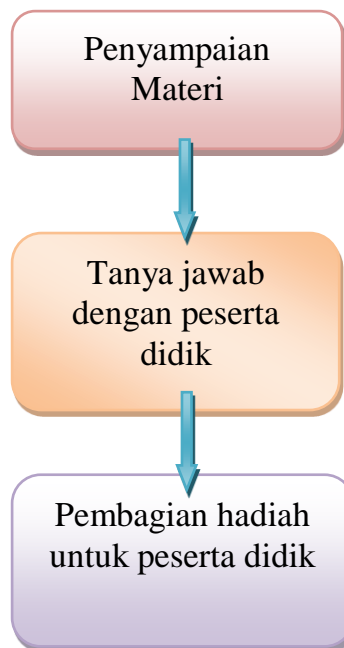 Penyampaian
Materi
Tanya jawab
dengan peserta
didik
Pembagian hadiah
untuk peserta didik